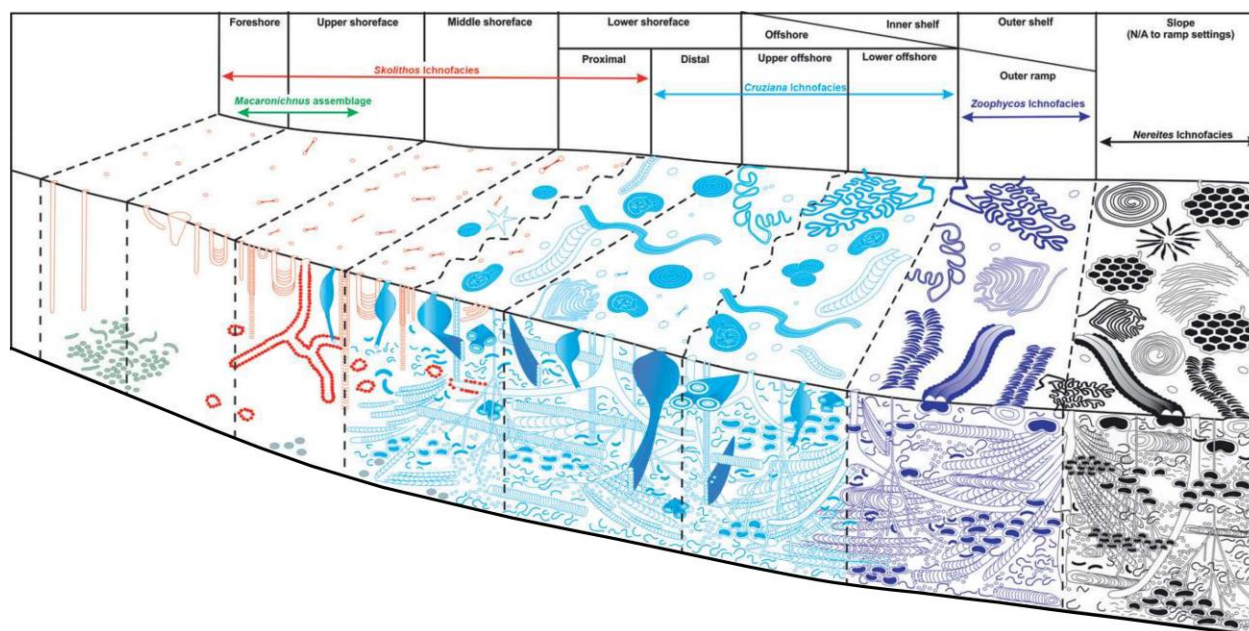 Foreshore
Upper shoreface
Middle shoreface
Lower shoreface
Offshore
Inner shelf
Outer shelf
Slope
(N/A to ramp settings)
Proximal
Distal
Upper offshore
Lower offshore
Outer ramp
Skolithos Ichnofacies
Cruziana Ichnofacies
Macaronichnus assemblage
Zoophycos Ichnofacies
Nereites Ichnofacies